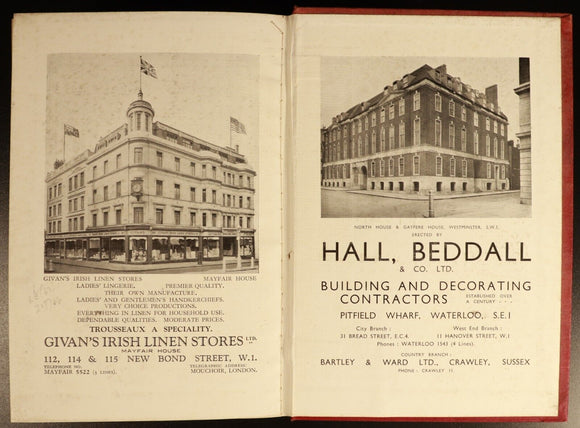 GIVAN'S IRISH LINEN STORES MAYFAIR HOUSE
LADIES' LINGERIE, PREMIER QUALITY.
THEIR OWN MANUFACTURE.
LADIES' AND GENTLEMEN'S HANDKERCHIEFS.
VERY CHOICE PRODUCTIONS.
EVERYTHING IN LINEN FOR HOUSEHOLD USE.
DEPENDABLE QUALITIES. MODERATE PRICES.
TROUSSEAUX A SPECIALITY.
GIVAN'S IRISH LINEN STORES LTD.
MAYFAIR HOUSE
112, 114 & 115 NEW BOND STREET, W.1.
TELEPHONE NO. TELEGRAPHIC ADDRESS
MAYFAIR 5522 (3 LINES). MOUCHOIR, LONDON.
NORTH HOUSE & GAYFERE HOUSE, WESTMINSTER, S.W.1.
ERECTED BY
HALL, BEDDALL
& CO. LTD.
BUILDING AND DECORATING
CONTRACTORS ESTABLISHED OVER
A CENTURY - -
PITFIELD WHARF, WATERLOO, S.E.1
City Branch : West End Branch :
31 BREAD STREET, E.C.4. 11 HANOVER STREET, W.1
Phones : WATERLOO 1543 (4 Lines).
COUNTRY BRANCH :
BARTLEY & WARD LTD., CRAWLEY, SUSSEX
PHONE : CRAWLEY 11.